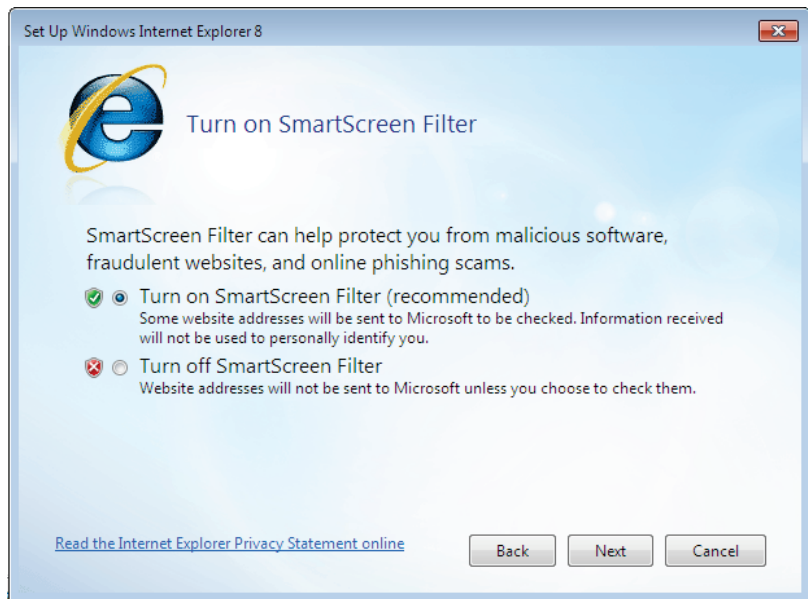 Set Up Windows Internet Explorer 8
Turn on SmartScreen Filter
SmartScreen Filter can help protect you from malicious software,
fraudulent websites, and online phishing scams.
Turn on SmartScreen Filter (recommended)
Some website addresses will be sent to Microsoft to be checked. Information received
will not be used to personally identify you.
Turn off SmartScreen Filter
Website addresses will not be sent to Microsoft unless you choose to check them.
Read the Internet Explorer Privacy Statement online
Back Next Cancel